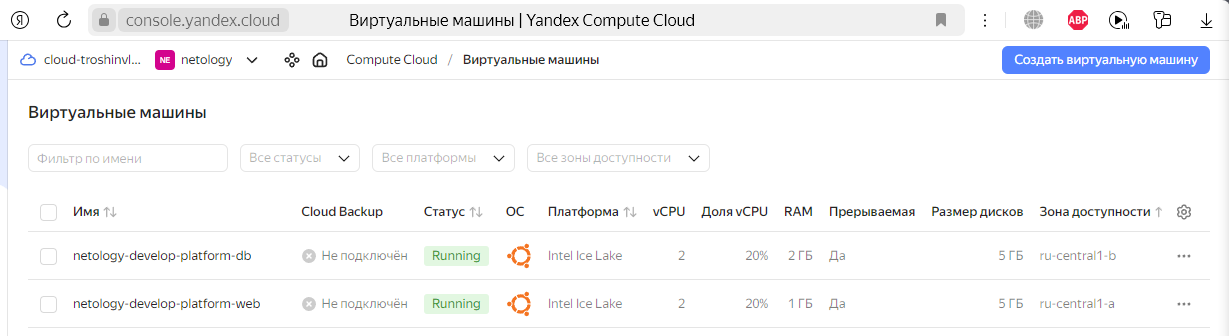 Я console.yandex.cloud Виртуальные машины | Yandex Compute Cloud ABP
cloud-troshinvl... NE netology Compute Cloud / Виртуальные машины Создать виртуальную машину
Виртуальные машины
Фильтр по имени Все статусы Все платформы Все зоны доступности
Имя Cloud Backup Статус ОС Платформа vCPU Доля vCPU RAM Прерываемая Размер дисков Зона доступности
netology-develop-platform-db Не подключён Running Intel Ice Lake 2 20% 2 ГБ Да 5 ГБ ru-central1-b
netology-develop-platform-web Не подключён Running Intel Ice Lake 2 20% 1 ГБ Да 5 ГБ ru-central1-a